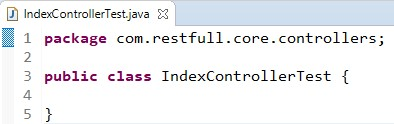 IndexControllerTest.java
1 package com.restfull.core.controllers;
2
3 public class IndexControllerTest {
4
5 }